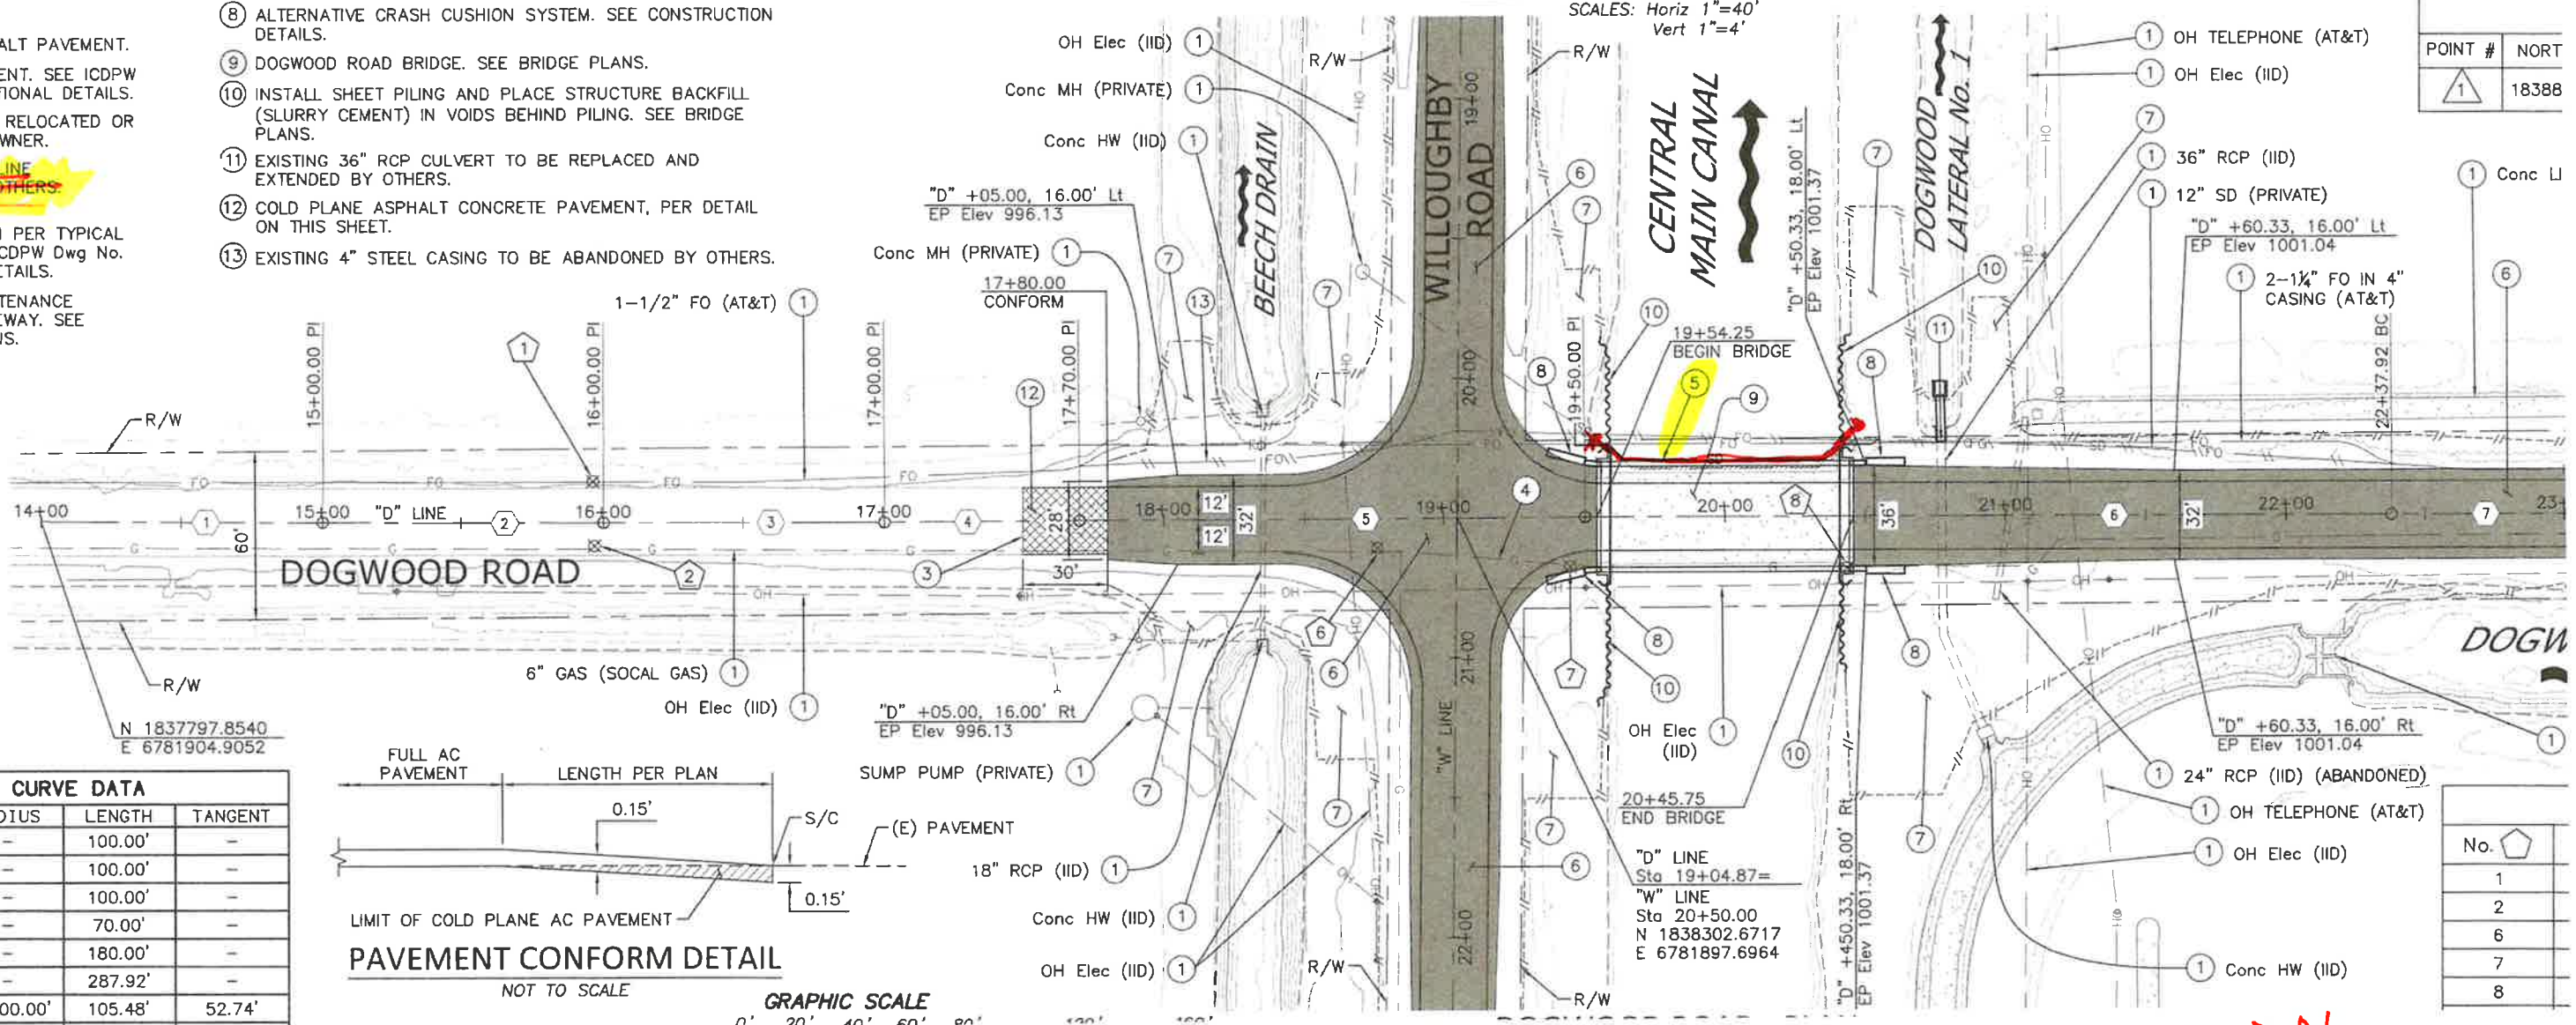 ALT PAVEMENT.
ENT. SEE ICDPW
IONAL DETAILS.
RELOCATED OR
WNER.
LINE
OTHERS.
PER TYPICAL
CDPW Dwg No.
ETAILS.
TENANCE
EWAY. SEE
NS.
8 ALTERNATIVE CRASH CUSHION SYSTEM. SEE CONSTRUCTION
DETAILS.
9 DOGWOOD ROAD BRIDGE. SEE BRIDGE PLANS.
10 INSTALL SHEET PILING AND PLACE STRUCTURE BACKFILL
(SLURRY CEMENT) IN VOIDS BEHIND PILING. SEE BRIDGE
PLANS.
11 EXISTING 36" RCP CULVERT TO BE REPLACED AND
EXTENDED BY OTHERS.
12 COLD PLANE ASPHALT CONCRETE PAVEMENT, PER DETAIL
ON THIS SHEET.
13 EXISTING 4" STEEL CASING TO BE ABANDONED BY OTHERS.
SCALES: Horiz 1"=40'
Vert 1"=4'
OH Elec (IID) 1
Conc MH (PRIVATE) 1
Conc HW (IID) 1
"D" +05.00, 16.00' Lt
EP Elev 996.13
Conc MH (PRIVATE) 1
17+80.00
CONFORM
1-1/2" FO (AT&T) 1
BEECH DRAIN
R/W
WILLOUGHBY
ROAD
19+00
20+00
21+00
22+00
"W" LINE
R/W
CENTRAL
MAIN CANAL
"D" +50.33, 18.00' Lt
EP Elev 1001.37
DOGWOOD
LATERAL No. 1
1 OH TELEPHONE (AT&T)
1 OH Elec (IID)
POINT #
NORT
1
18388
7
1 36" RCP (IID)
1 12" SD (PRIVATE)
1 Conc LI
"D" +60.33, 16.00' Lt
EP Elev 1001.04
1 2-1¼" FO IN 4"
CASING (AT&T)
19+54.25
BEGIN BRIDGE
19+50.00 PI
22+37.92 BC
15+00.00 PI
16+00.00 PI
17+00.00 PI
17+70.00 PI
R/W
60'
14+00
15+00
"D" LINE
16+00
17+00
18+00
19+00
20+00
21+00
22+00
23+
28'
30'
12'
12'
32'
36'
32'
DOGWOOD ROAD
R/W
N 1837797.8540
E 6781904.9052
6" GAS (SOCAL GAS) 1
OH Elec (IID) 1
"D" +05.00, 16.00' Rt
EP Elev 996.13
SUMP PUMP (PRIVATE) 1
18" RCP (IID) 1
Conc HW (IID) 1
OH Elec (IID) 1
R/W
R/W
OH Elec
(IID) 1
20+45.75
END BRIDGE
"D" LINE
Sta 19+04.87=
"W" LINE
Sta 20+50.00
N 1838302.6717
E 6781897.6964
"D" +450.33, 18.00' Rt
EP Elev 1001.37
DOGW
"D" +60.33, 16.00' Rt
EP Elev 1001.04
1 24" RCP (IID) (ABANDONED)
1 OH TELEPHONE (AT&T)
1 OH Elec (IID)
1 Conc HW (IID)
No.
1
2
6
7
8
CURVE DATA
DIUS
LENGTH
TANGENT
- 100.00' -
- 100.00' -
- 100.00' -
- 70.00' -
- 180.00' -
- 287.92' -
00.00' 105.48' 52.74'
FULL AC
PAVEMENT
LENGTH PER PLAN
0.15'
S/C
(E) PAVEMENT
0.15'
LIMIT OF COLD PLANE AC PAVEMENT
PAVEMENT CONFORM DETAIL
NOT TO SCALE
GRAPHIC SCALE
0' 20' 40' 60' 80' 120' 160'